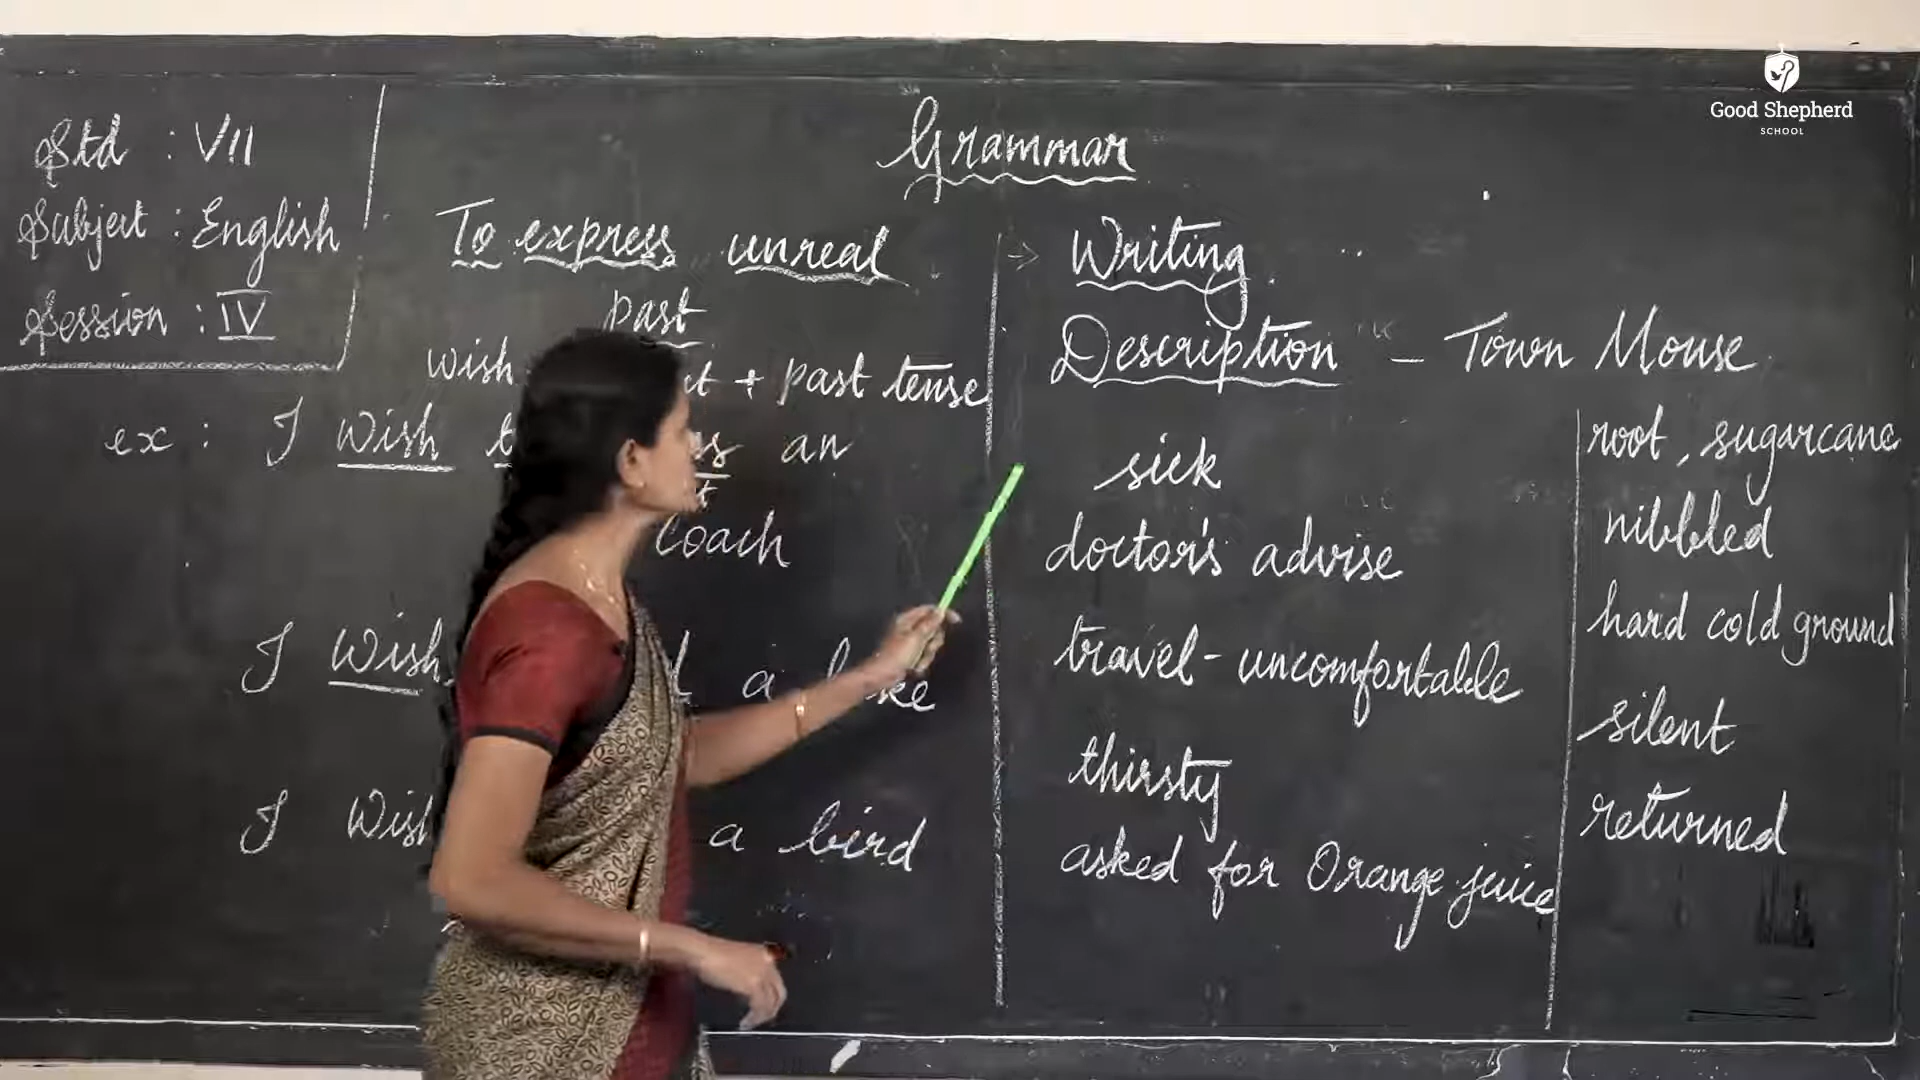 Good Shepherd
SCHOOL
Std : VII
Subject : English
Session : IV
Grammar
To express unreal
past
wish + past tense
ex : I wish an
coach
I wish a
I wish a bird
→ Writing
Description - Town Mouse
sick
doctor's advise
travel - uncomfortable
thirsty
asked for Orange juice
root, sugarcane
nibbled
hard cold ground
silent
returned